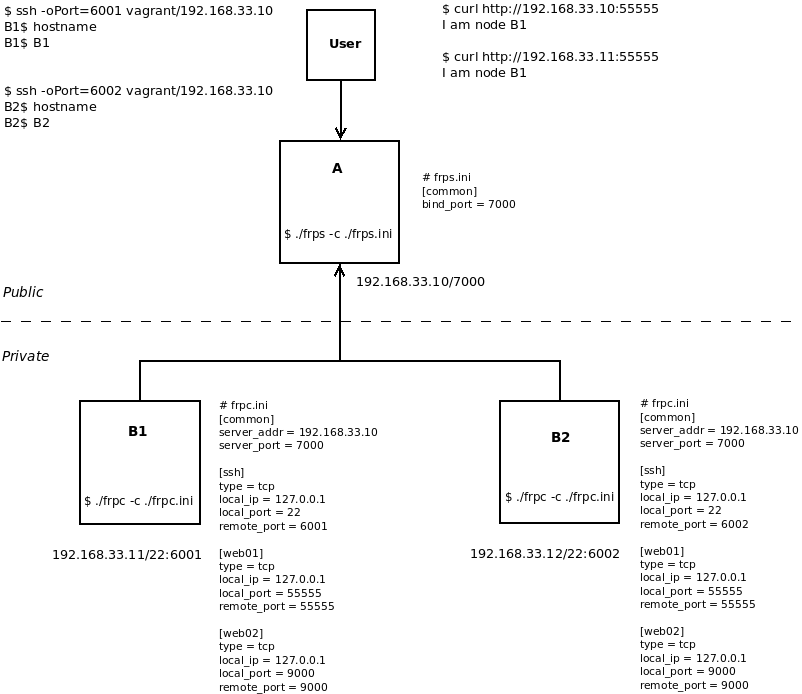 $ ssh -oPort=6001 vagrant/192.168.33.10
B1$ hostname
B1$ B1
$ ssh -oPort=6002 vagrant/192.168.33.10
B2$ hostname
B2$ B2
User
$ curl http://192.168.33.10:55555
I am node B1
$ curl http://192.168.33.11:55555
I am node B1
A
$ ./frps -c ./frps.ini
# frps.ini
[common]
bind_port = 7000
192.168.33.10/7000
Public
Private
B1
$ ./frpc -c ./frpc.ini
192.168.33.11/22:6001
# frpc.ini
[common]
server_addr = 192.168.33.10
server_port = 7000
[ssh]
type = tcp
local_ip = 127.0.0.1
local_port = 22
remote_port = 6001
[web01]
type = tcp
local_ip = 127.0.0.1
local_port = 55555
remote_port = 55555
[web02]
type = tcp
local_ip = 127.0.0.1
local_port = 9000
remote_port = 9000
B2
$ ./frpc -c ./frpc.ini
192.168.33.12/22:6002
# frpc.ini
[common]
server_addr = 192.168.33.10
server_port = 7000
[ssh]
type = tcp
local_ip = 127.0.0.1
local_port = 22
remote_port = 6002
[web01]
type = tcp
local_ip = 127.0.0.1
local_port = 55555
remote_port = 55555
[web02]
type = tcp
local_ip = 127.0.0.1
local_port = 9000
remote_port = 9000